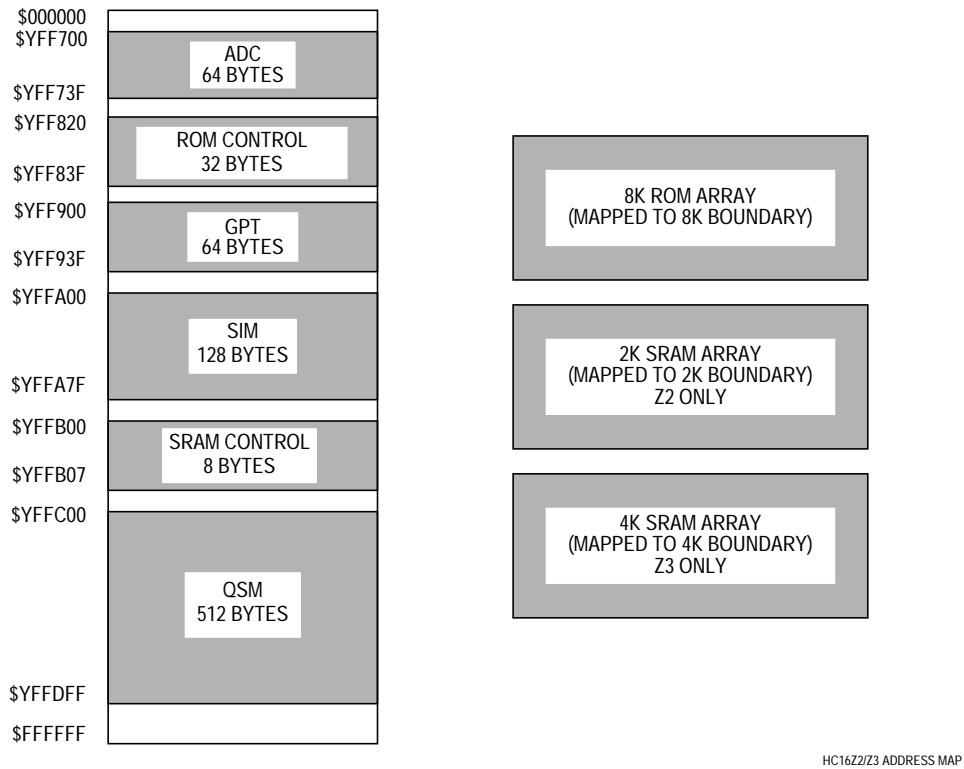 $000000
$YFF700
ADC
64 BYTES
$YFF73F
$YFF820
ROM CONTROL
32 BYTES
$YFF83F
$YFF900
GPT
64 BYTES
$YFF93F
$YFFA00
SIM
128 BYTES
$YFFA7F
$YFFB00
SRAM CONTROL
8 BYTES
$YFFB07
$YFFC00
QSM
512 BYTES
$YFFDFF
$FFFFFF
8K ROM ARRAY
(MAPPED TO 8K BOUNDARY)
2K SRAM ARRAY
(MAPPED TO 2K BOUNDARY)
Z2 ONLY
4K SRAM ARRAY
(MAPPED TO 4K BOUNDARY)
Z3 ONLY
HC16Z2/Z3 ADDRESS MAP